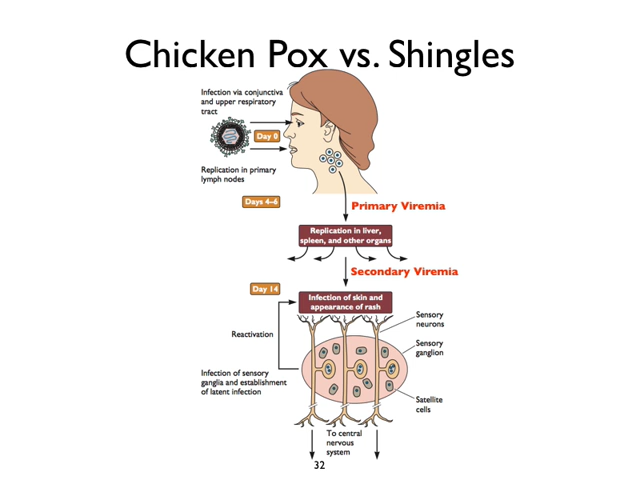 Chicken Pox vs. Shingles
Infection via conjunctiva
and upper respiratory
tract
Day 0
Replication in primary
lymph nodes
Days 4–6
Primary Viremia
Replication in liver,
spleen, and other organs
Secondary Viremia
Day 14
Infection of skin and
appearance of rash
Sensory
neurons
Reactivation
Sensory
ganglion
Infection of sensory
ganglia and establishment
of latent infection
Satellite
cells
To central
nervous
system
32